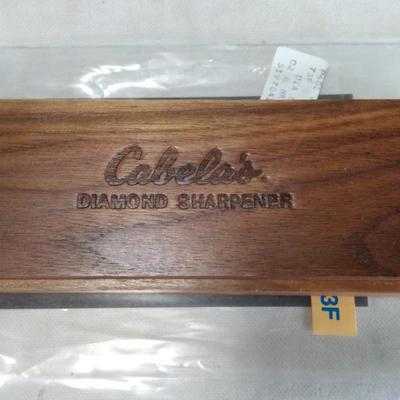 Cabela's
DIAMOND SHARPENER
3F